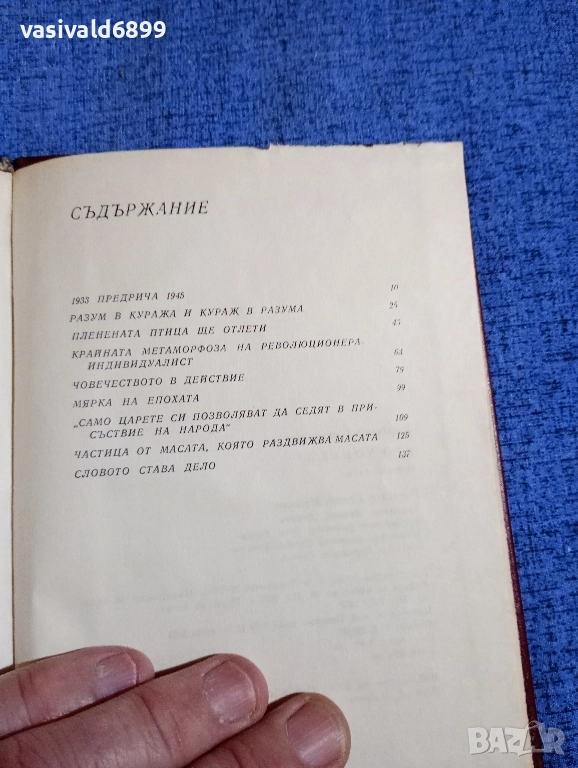 vasivald6899
СЪДЪРЖАНИЕ
1933 ПРЕДРИЧА 1945 10
РАЗУМ В КУРАЖА И КУРАЖ В РАЗУМА 25
ПЛЕНЕНАТА ПТИЦА ЩЕ ОТЛЕТИ 45
КРАЙНАТА МЕТАМОРФОЗА НА РЕВОЛЮЦИОНЕРА-
ИНДИВИДУАЛИСТ 64
ЧОВЕЧЕСТВОТО В ДЕЙСТВИЕ 79
МЯРКА НА ЕПОХАТА 99
„САМО ЦАРЕТЕ СИ ПОЗВОЛЯВАТ ДА СЕДЯТ В ПРИ-
СЪСТВИЕ НА НАРОДА“ 109
ЧАСТИЦА ОТ МАСАТА, КОЯТО РАЗДВИЖВА МАСАТА 125
СЛОВОТО СТАВА ДЕЛО 137
BAZAR
bg